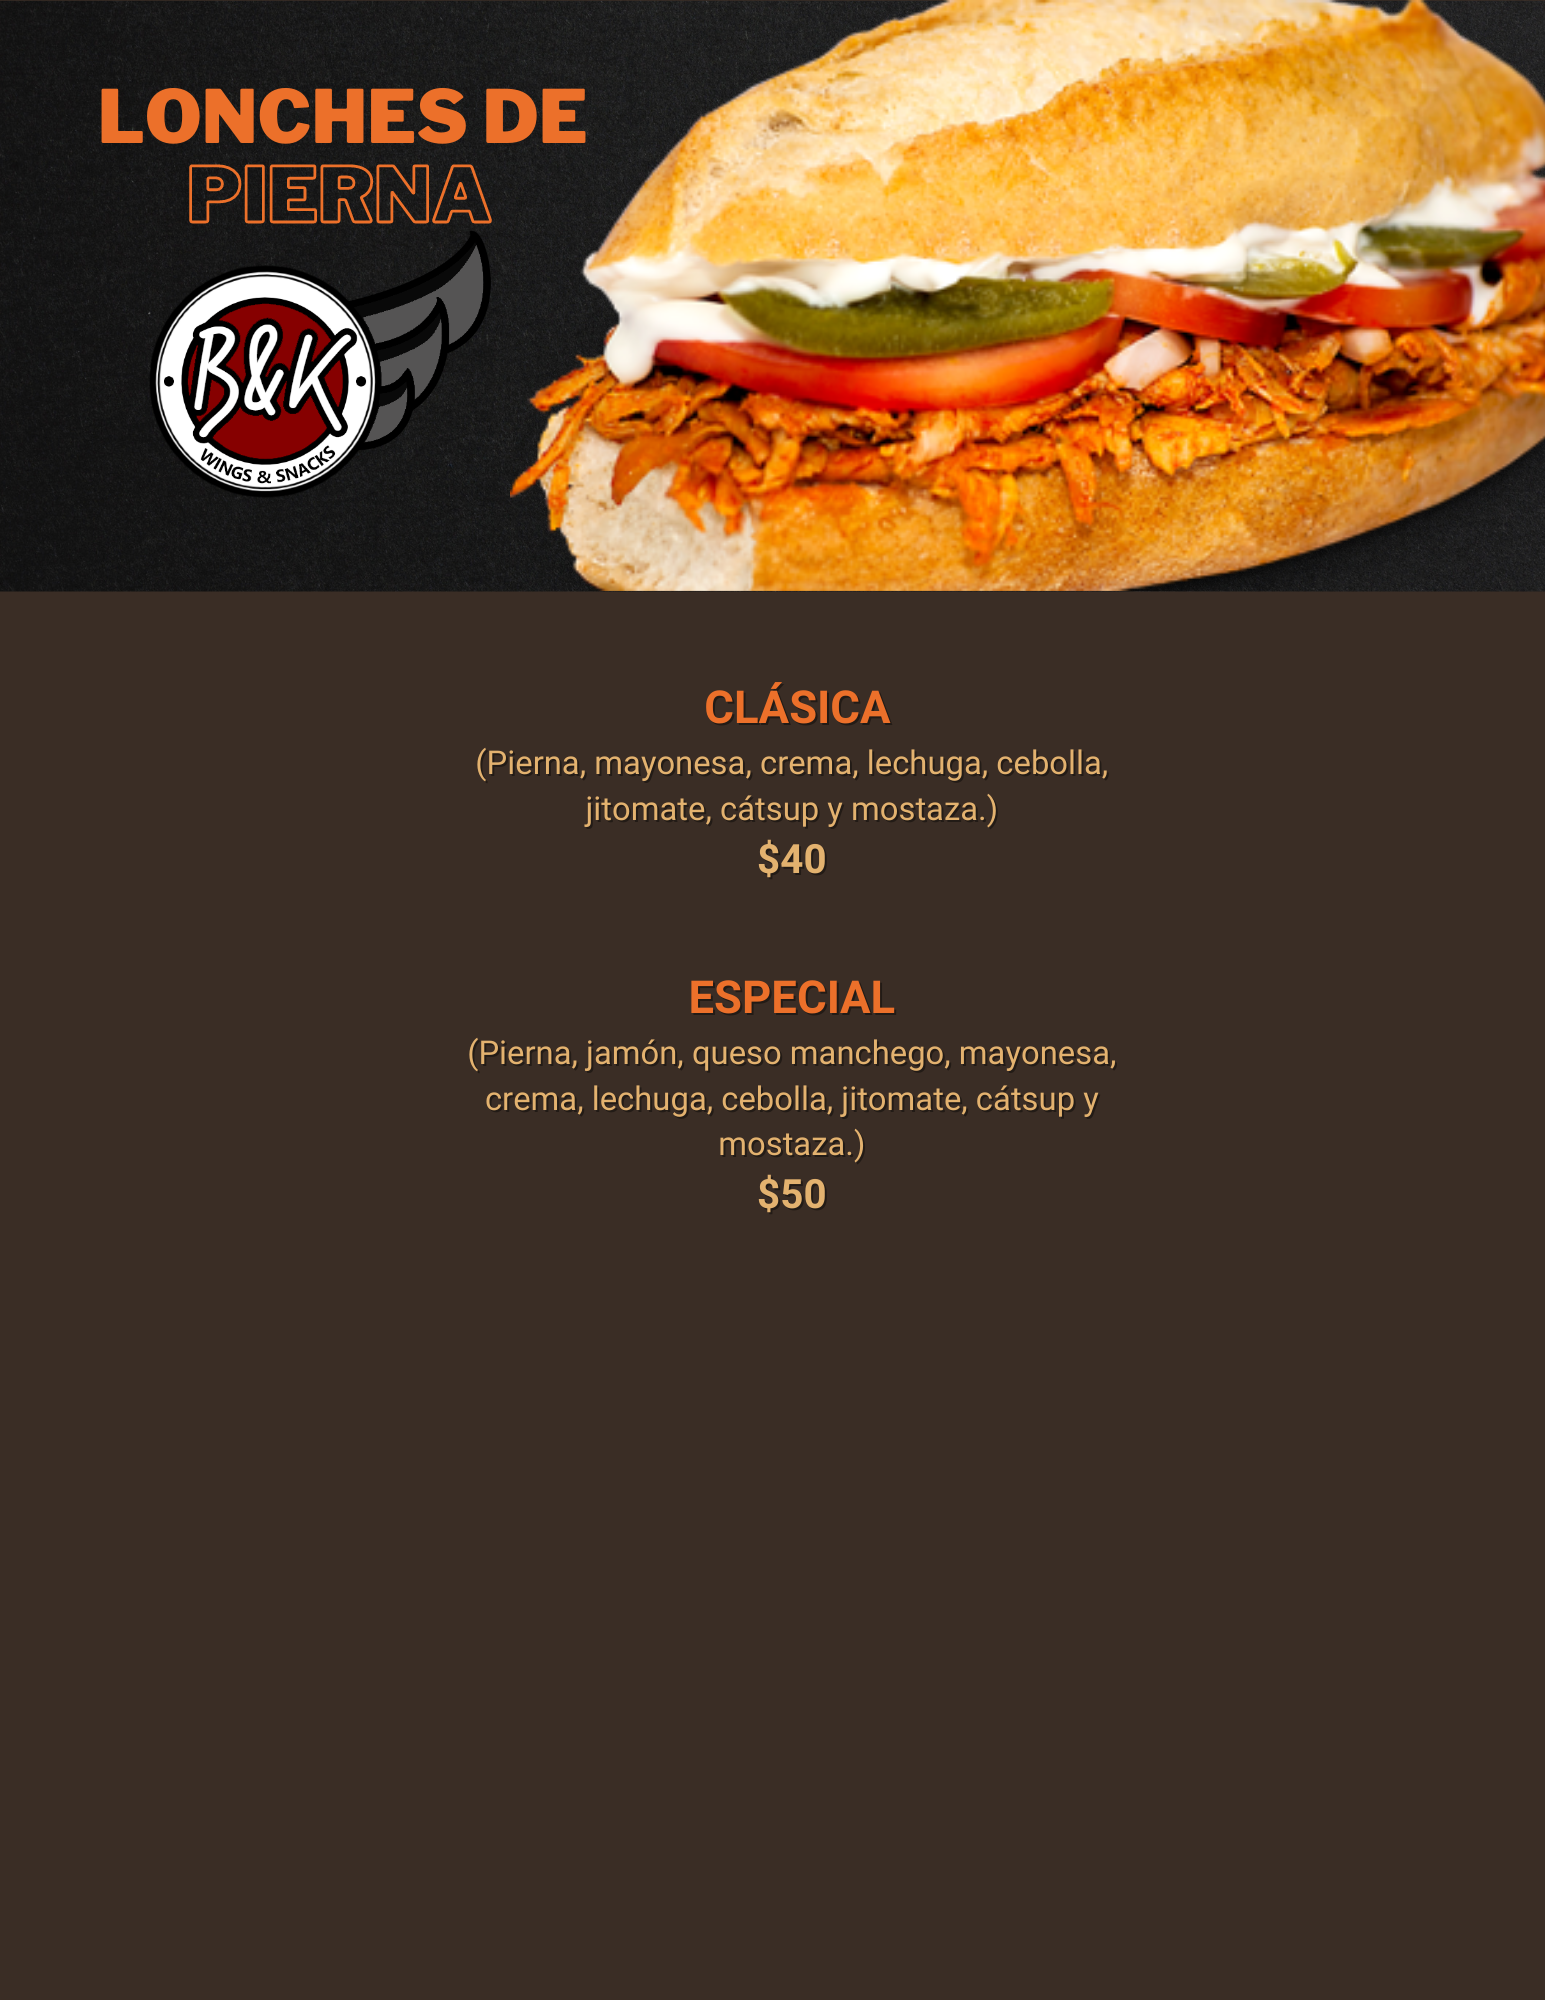 LONCHES DE
PIERNA
B&K
WINGS & SNACKS
CLÁSICA
(Pierna, mayonesa, crema, lechuga, cebolla,
jitomate, cátsup y mostaza.)
$40
ESPECIAL
(Pierna, jamón, queso manchego, mayonesa,
crema, lechuga, cebolla, jitomate, cátsup y
mostaza.)
$50